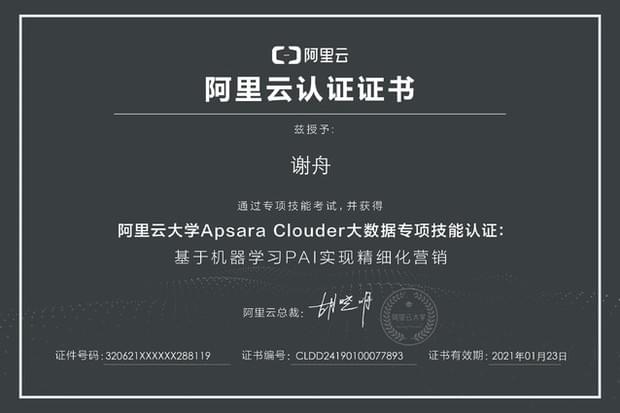 阿里云
阿里云认证证书
兹授予:
谢舟
通过专项技能考试,并获得
阿里云大学Apsara Clouder大数据专项技能认证:
基于机器学习PAI实现精细化营销
阿里云总裁: 胡晓明
阿里云大学
证件号码: 320621XXXXXX288119 证书编号: CLDD24190100077893 证书有效期: 2021年01月23日